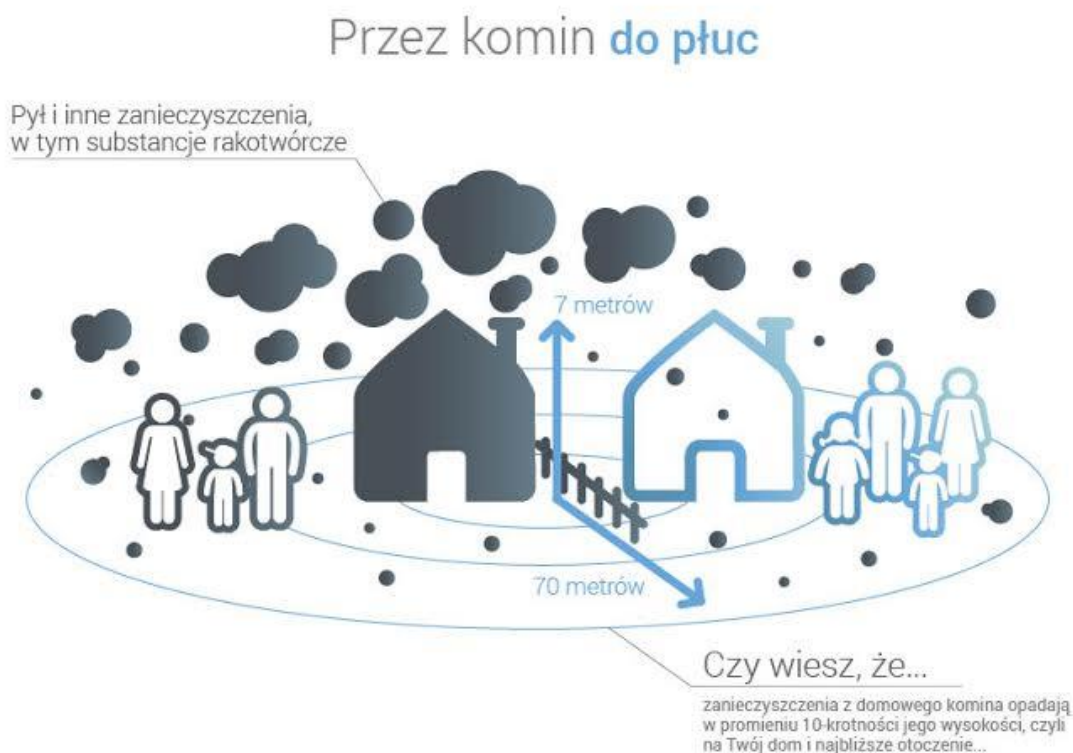 Przez komin do płuc
Pył i inne zanieczyszczenia,
w tym substancje rakotwórcze
7 metrów
70 metrów
Czy wiesz, że...
zanieczyszczenia z domowego komina opadają
w promieniu 10-krotności jego wysokości, czyli
na Twój dom i najbliższe otoczenie...